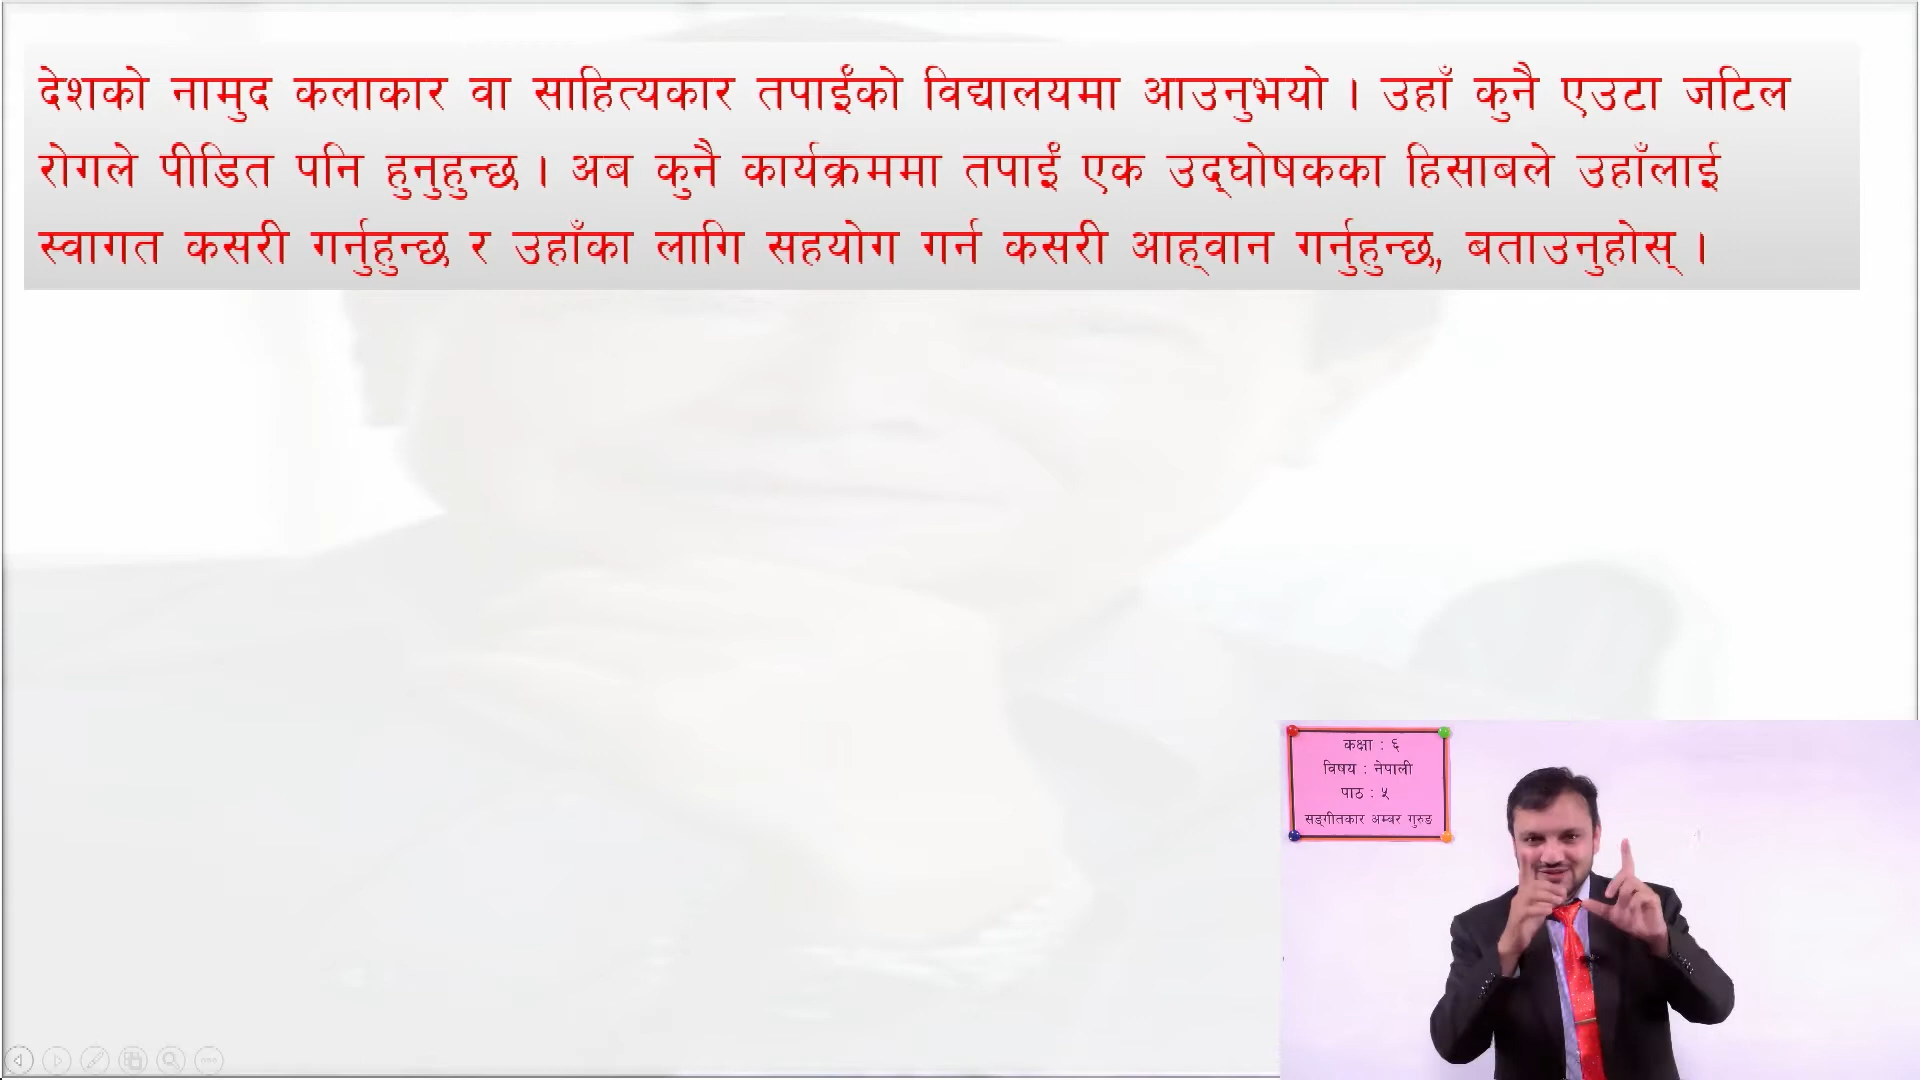 देशको नामुद कलाकार वा साहित्यकार तपाईंको विद्यालयमा आउनुभयो । उहाँ कुनै एउटा जटिल
रोगले पीडित पनि हुनुहुन्छ । अब कुनै कार्यक्रममा तपाईं एक उद्‌घोषकका हिसाबले उहाँलाई
स्वागत कसरी गर्नुहुन्छ र उहाँका लागि सहयोग गर्न कसरी आह्‌वान गर्नुहुन्छ, बताउनुहोस् ।
कक्षा : ६
विषय : नेपाली
पाठ : ५
सङ्गीतकार अम्बर गुरुङ